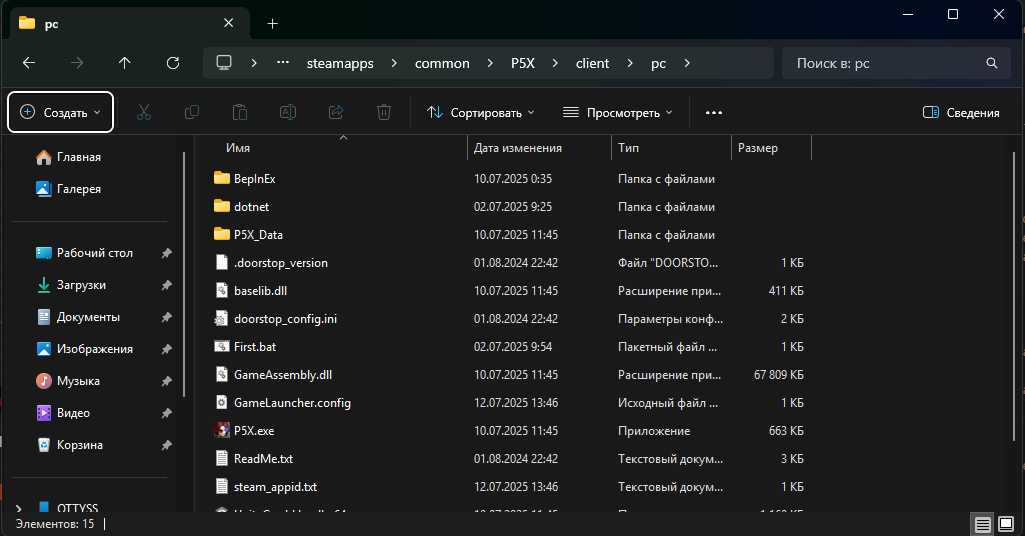 pc
steamapps > common > P5X > client > pc >
Поиск в: pc
Создать
Сортировать
Просмотреть
Сведения
Главная
Галерея
Рабочий стол
Загрузки
Документы
Изображения
Музыка
Видео
Корзина
OTTYSS
Имя Дата изменения Тип Размер
BepInEx 10.07.2025 0:35 Папка с файлами
dotnet 02.07.2025 9:25 Папка с файлами
P5X_Data 10.07.2025 11:45 Папка с файлами
.doorstop_version 01.08.2024 22:42 Файл "DOORSTO... 1 КБ
baselib.dll 10.07.2025 11:45 Расширение при... 411 КБ
doorstop_config.ini 01.08.2024 22:42 Параметры конф... 2 КБ
First.bat 02.07.2025 9:54 Пакетный файл ... 1 КБ
GameAssembly.dll 10.07.2025 11:45 Расширение при... 67 809 КБ
GameLauncher.config 12.07.2025 13:46 Исходный файл ... 1 КБ
P5X.exe 10.07.2025 11:45 Приложение 663 КБ
ReadMe.txt 01.08.2024 22:42 Текстовый докум... 3 КБ
steam_appid.txt 12.07.2025 13:46 Текстовый докум... 1 КБ
Элементов: 15